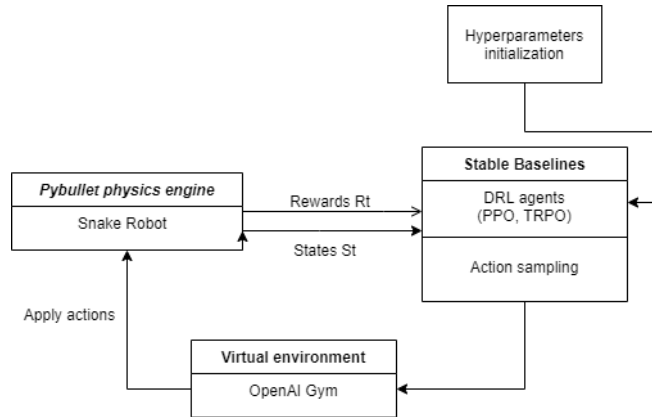 Hyperparameters
initialization
Stable Baselines
Pybullet physics engine
DRL agents
(PPO, TRPO)
Rewards Rt
Snake Robot
States St
Action sampling
Apply actions
Virtual environment
OpenAI Gym